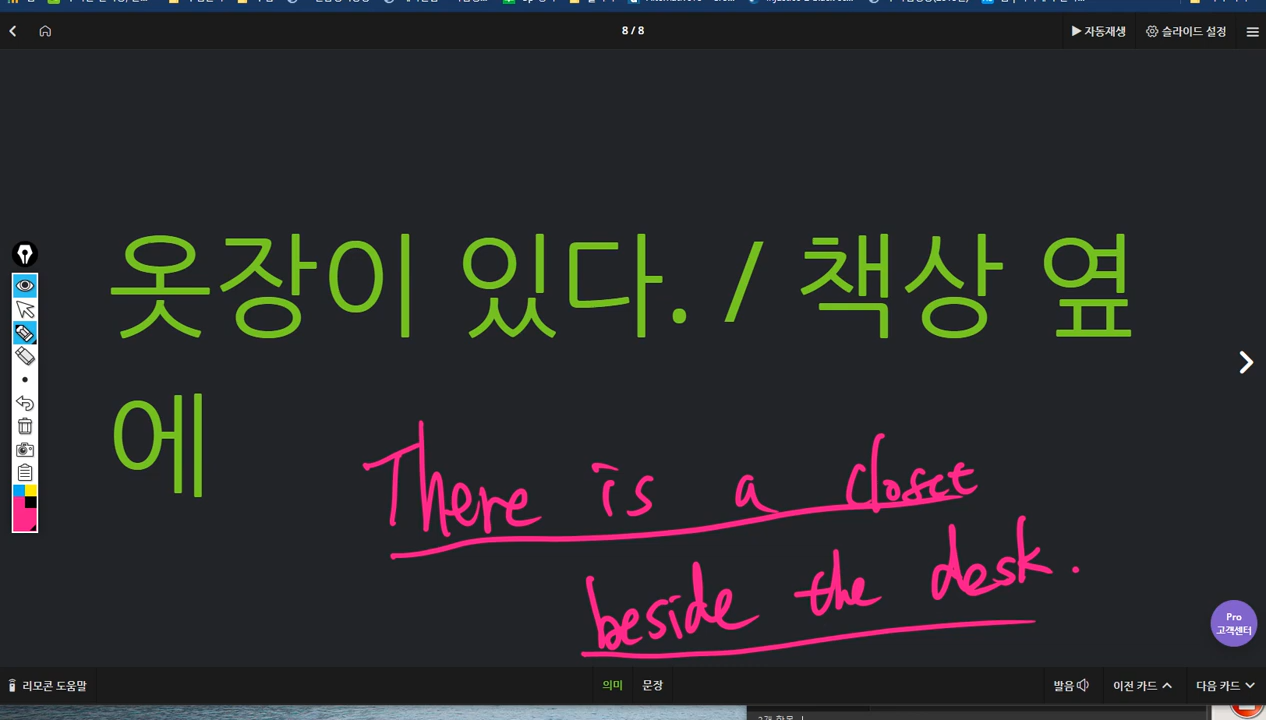 8 / 8
▶ 자동재생
슬라이드 설정
옷장이 있다. / 책상 옆
에
There is a closet
beside the desk.
Pro
고객센터
리모콘 도움말
의미
문장
발음
이전 카드
다음 카드